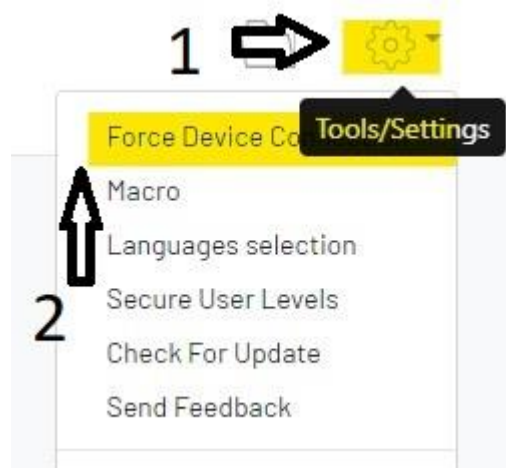 1
Tools/Settings
Force Device Co
Macro
Languages selection
2
Secure User Levels
Check For Update
Send Feedback